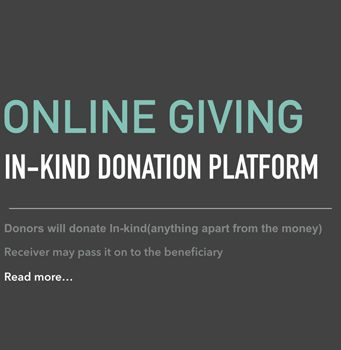 ONLINE GIVING
IN-KIND DONATION PLATFORM
Donors will donate In-kind(anything apart from the money)
Receiver may pass it on to the beneficiary
Read more...